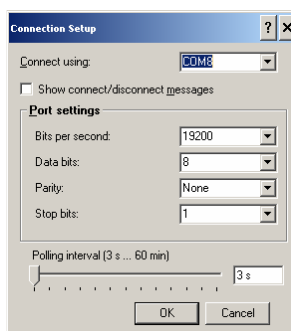 Connection Setup
Connect using: COM8
Show connect/disconnect messages
Port settings
Bits per second: 19200
Data bits: 8
Parity: None
Stop bits: 1
Polling interval (3 s ... 60 min)
3 s
OK Cancel